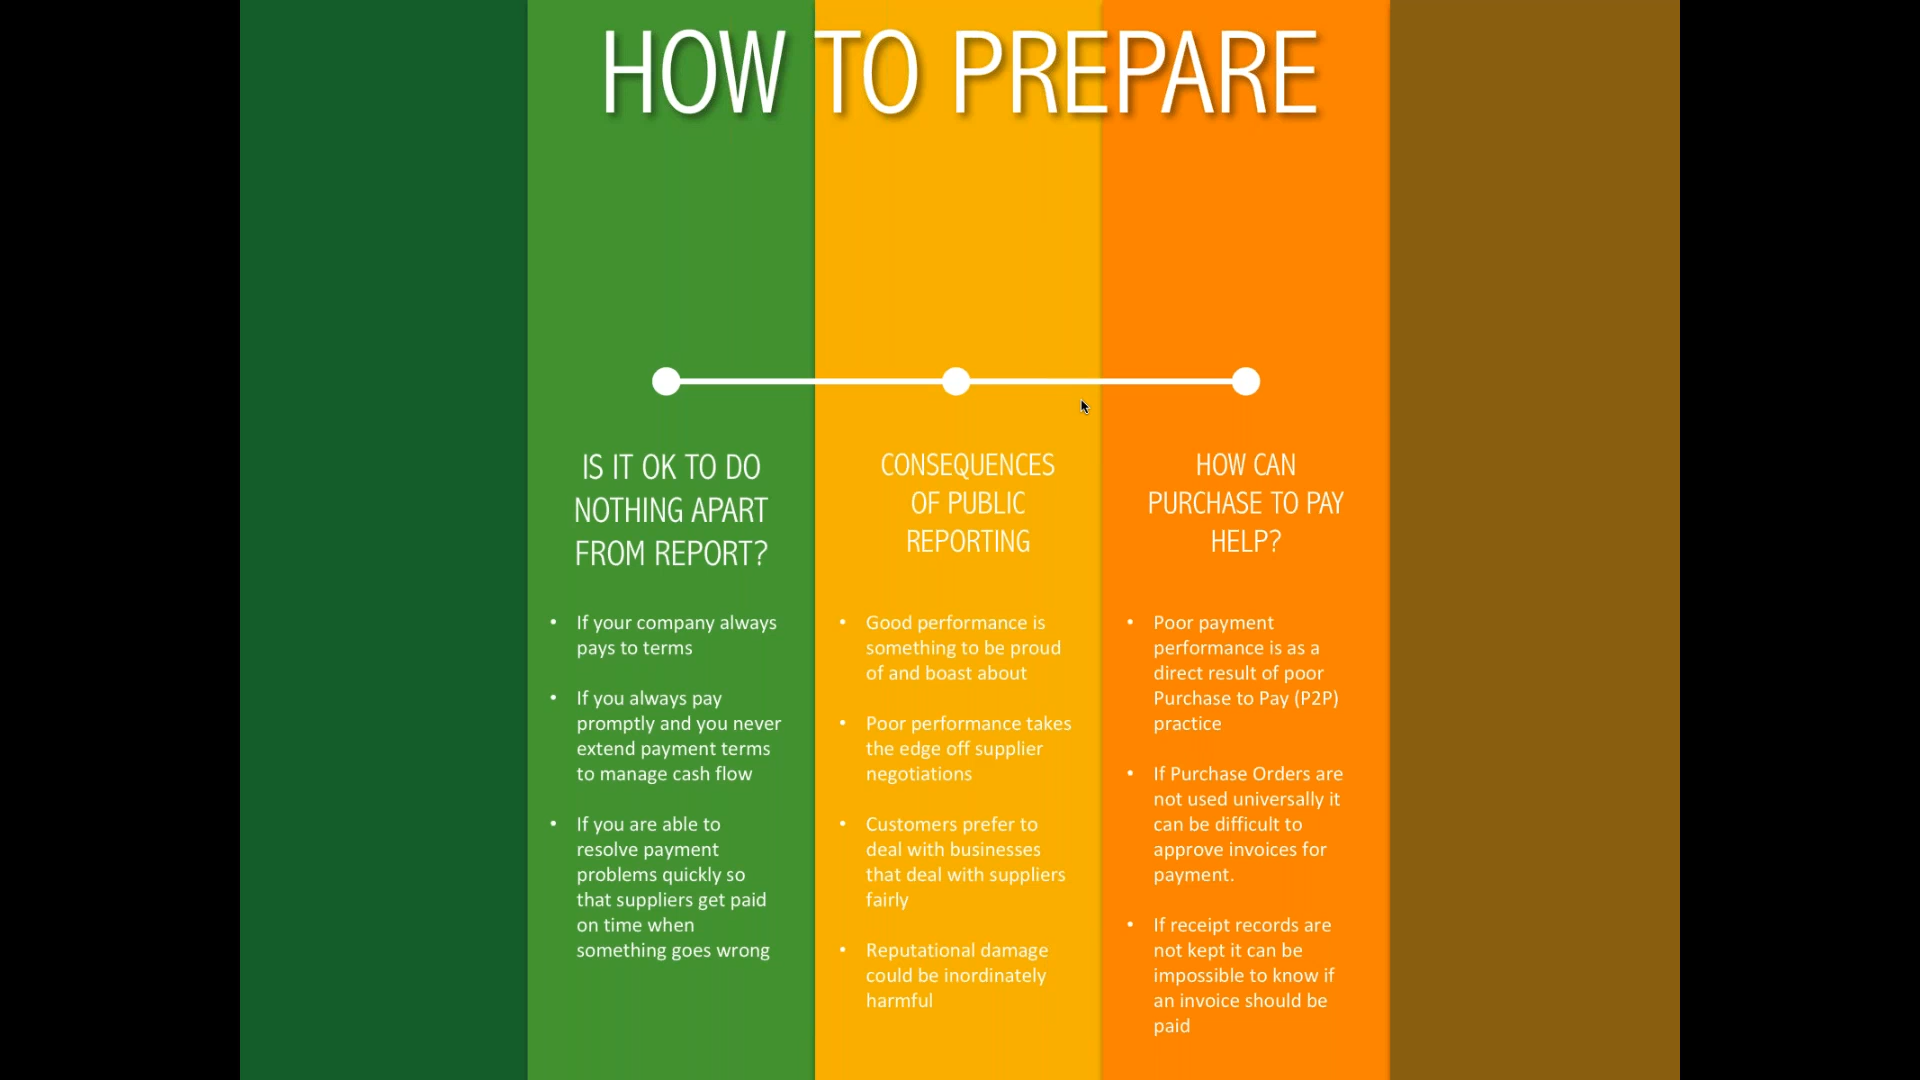 HOW TO PREPARE
IS IT OK TO DO
NOTHING APART
FROM REPORT?
• If your company always
pays to terms
• If you always pay
promptly and you never
extend payment terms
to manage cash flow
• If you are able to
resolve payment
problems quickly so
that suppliers get paid
on time when
something goes wrong
CONSEQUENCES
OF PUBLIC
REPORTING
• Good performance is
something to be proud
of and boast about
• Poor performance takes
the edge off supplier
negotiations
• Customers prefer to
deal with businesses
that deal with suppliers
fairly
• Reputational damage
could be inordinately
harmful
HOW CAN
PURCHASE TO PAY
HELP?
• Poor payment
performance is as a
direct result of poor
Purchase to Pay (P2P)
practice
• If Purchase Orders are
not used universally it
can be difficult to
approve invoices for
payment.
• If receipt records are
not kept it can be
impossible to know if
an invoice should be
paid